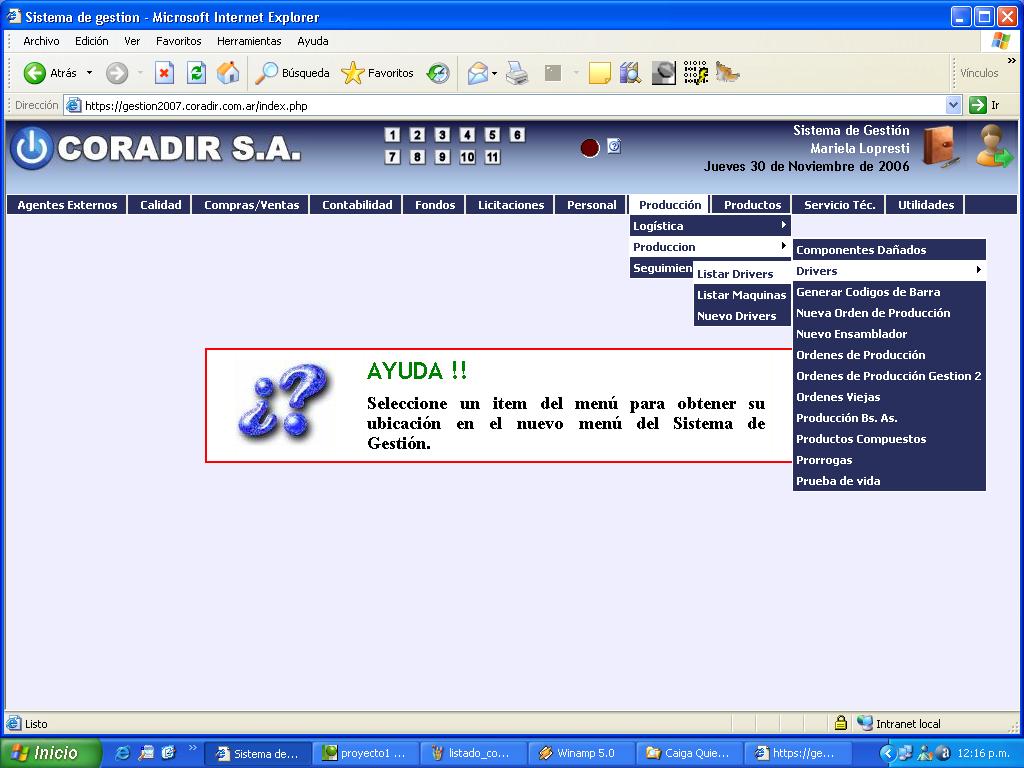 Sistema de gestion - Microsoft Internet Explorer
Archivo Edición Ver Favoritos Herramientas Ayuda
Atrás Búsqueda Favoritos Vínculos
Dirección https://gestion2007.coradir.com.ar/index.php Ir
CORADIR S.A.
1 2 3 4 5 6
7 8 9 10 11
Sistema de Gestión
Mariela Lopresti
Jueves 30 de Noviembre de 2006
Agentes Externos Calidad Compras/Ventas Contabilidad Fondos Licitaciones Personal Producción Productos Servicio Téc. Utilidades
Logística
Produccion
Seguimien
Listar Drivers
Listar Maquinas
Nuevo Drivers
Componentes Dañados
Drivers
Generar Codigos de Barra
Nueva Orden de Producción
Nuevo Ensamblador
Ordenes de Producción
Ordenes de Producción Gestion 2
Ordenes Viejas
Producción Bs. As.
Productos Compuestos
Prorrogas
Prueba de vida
¿?
AYUDA !!
Seleccione un item del menú para obtener su
ubicación en el nuevo menú del Sistema de
Gestión.
Listo Intranet local
Inicio Sistema de... proyecto1 ... listado_co... Winamp 5.0 Caiga Quie... https://ge... 12:16 p.m.